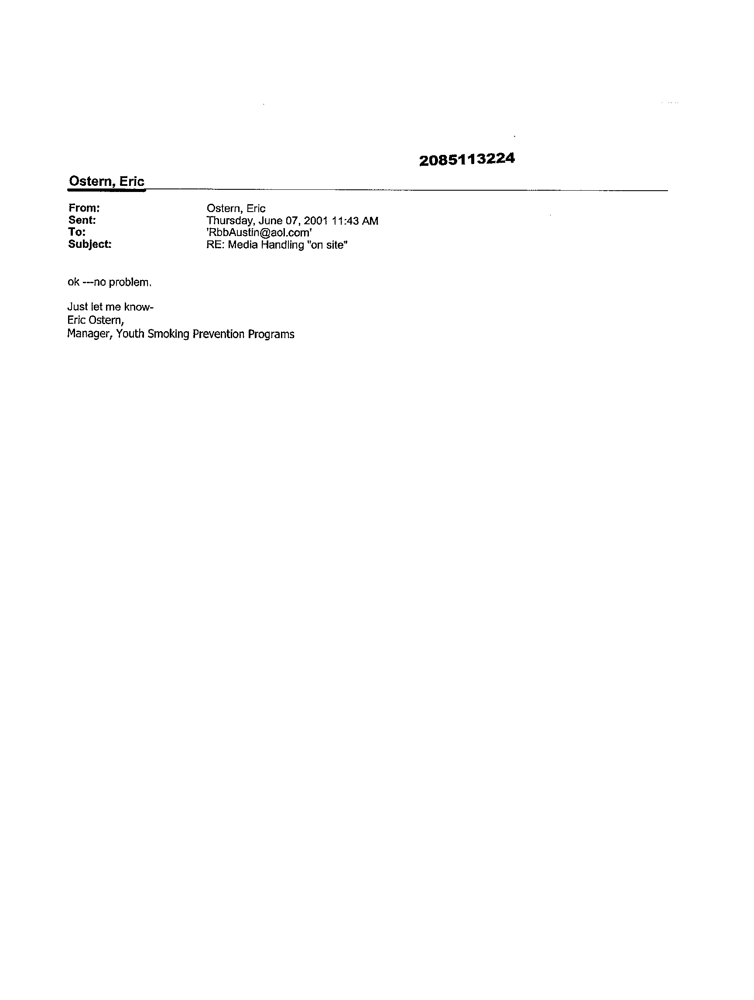 2085113224
Ostern, Eric
From: Ostern, Eric
Sent: Thursday, June 07, 2001 11:43 AM
To: 'RbbAustin@aol.com'
Subject: RE: Media Handling "on site"
ok ---no problem.
Just let me know-
Eric Ostern,
Manager, Youth Smoking Prevention Programs